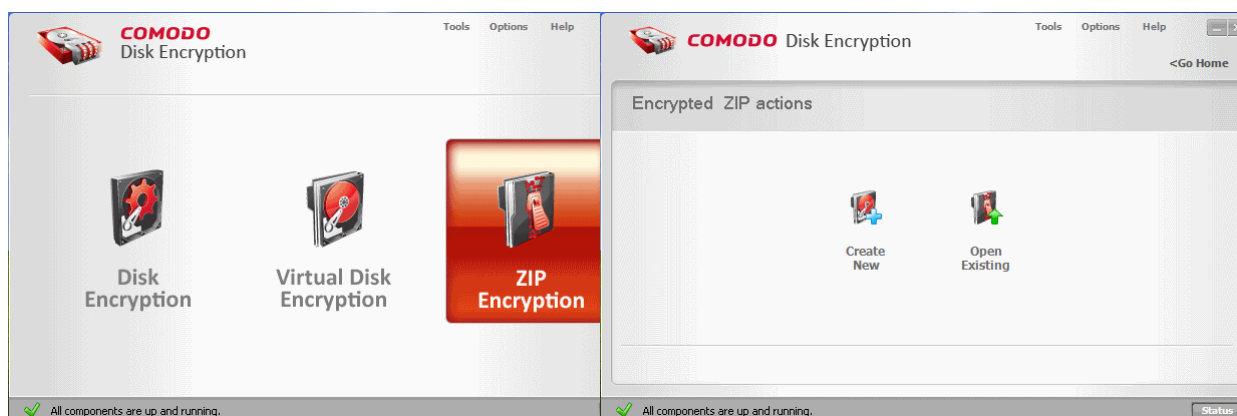 COMODO
Disk Encryption
Tools Options Help
Disk
Encryption
Virtual Disk
Encryption
ZIP
Encryption
All components are up and running.
COMODO Disk Encryption
Tools Options Help
<Go Home
Encrypted ZIP actions
Create
New
Open
Existing
All components are up and running.
Status